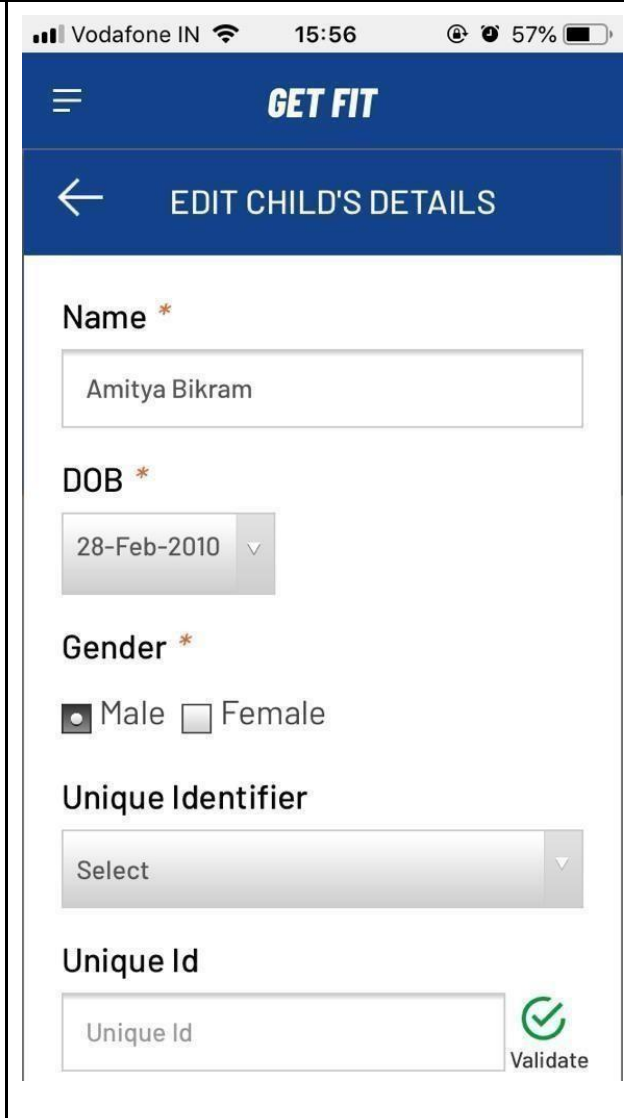 Vodafone IN 15:56 57%
GET FIT
EDIT CHILD'S DETAILS
Name *
Amitya Bikram
DOB *
28-Feb-2010
Gender *
Male Female
Unique Identifier
Select
Unique Id
Unique Id
Validate